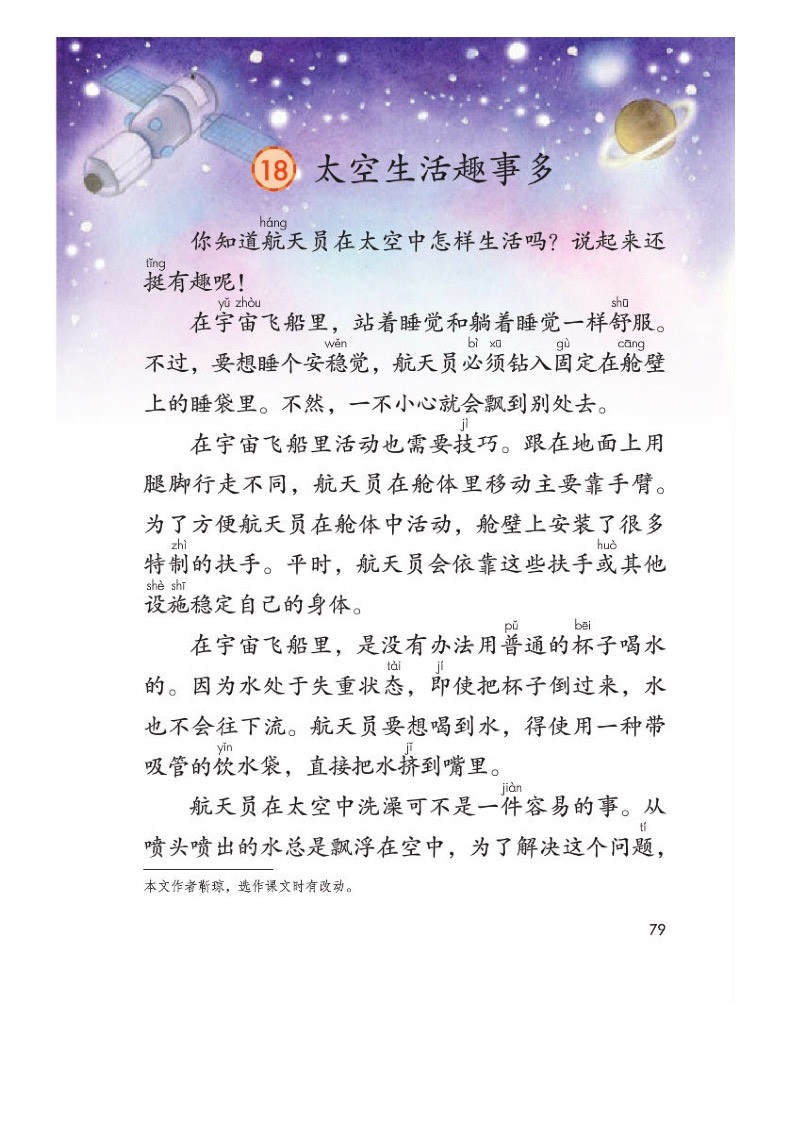 18 太空生活趣事多
háng
你知道航天员在太空中怎样生活吗？说起来还
tǐng
挺有趣呢！
yǔ zhòu shū
在宇宙飞船里，站着睡觉和躺着睡觉一样舒服。
wěn bì xū gù cāng
不过，要想睡个安稳觉，航天员必须钻入固定在舱壁
上的睡袋里。不然，一不小心就会飘到别处去。
jì
在宇宙飞船里活动也需要技巧。跟在地面上用
腿脚行走不同，航天员在舱体里移动主要靠手臂。
为了方便航天员在舱体中活动，舱壁上安装了很多
zhì huò
特制的扶手。平时，航天员会依靠这些扶手或其他
shè shī
设施稳定自己的身体。
pǔ bēi
在宇宙飞船里，是没有办法用普通的杯子喝水
tài jí
的。因为水处于失重状态，即使把杯子倒过来，水
也不会往下流。航天员要想喝到水，得使用一种带
yǐn jǐ
吸管的饮水袋，直接把水挤到嘴里。
jiàn
航天员在太空中洗澡可不是一件容易的事。从
tí
喷头喷出的水总是飘浮在空中，为了解决这个问题，
本文作者靳琼，选作课文时有改动。
79